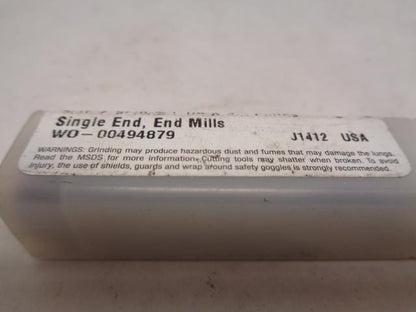 Single End, End Mills
WO-00494879 J1412 USA
WARNINGS: Grinding may produce hazardous dust and fumes that may damage the lungs.
Read the MSDS for more information. Cutting tools may shatter when broken. To avoid
injury, the use of shields, guards and wrap around safety goggles is strongly recommended.